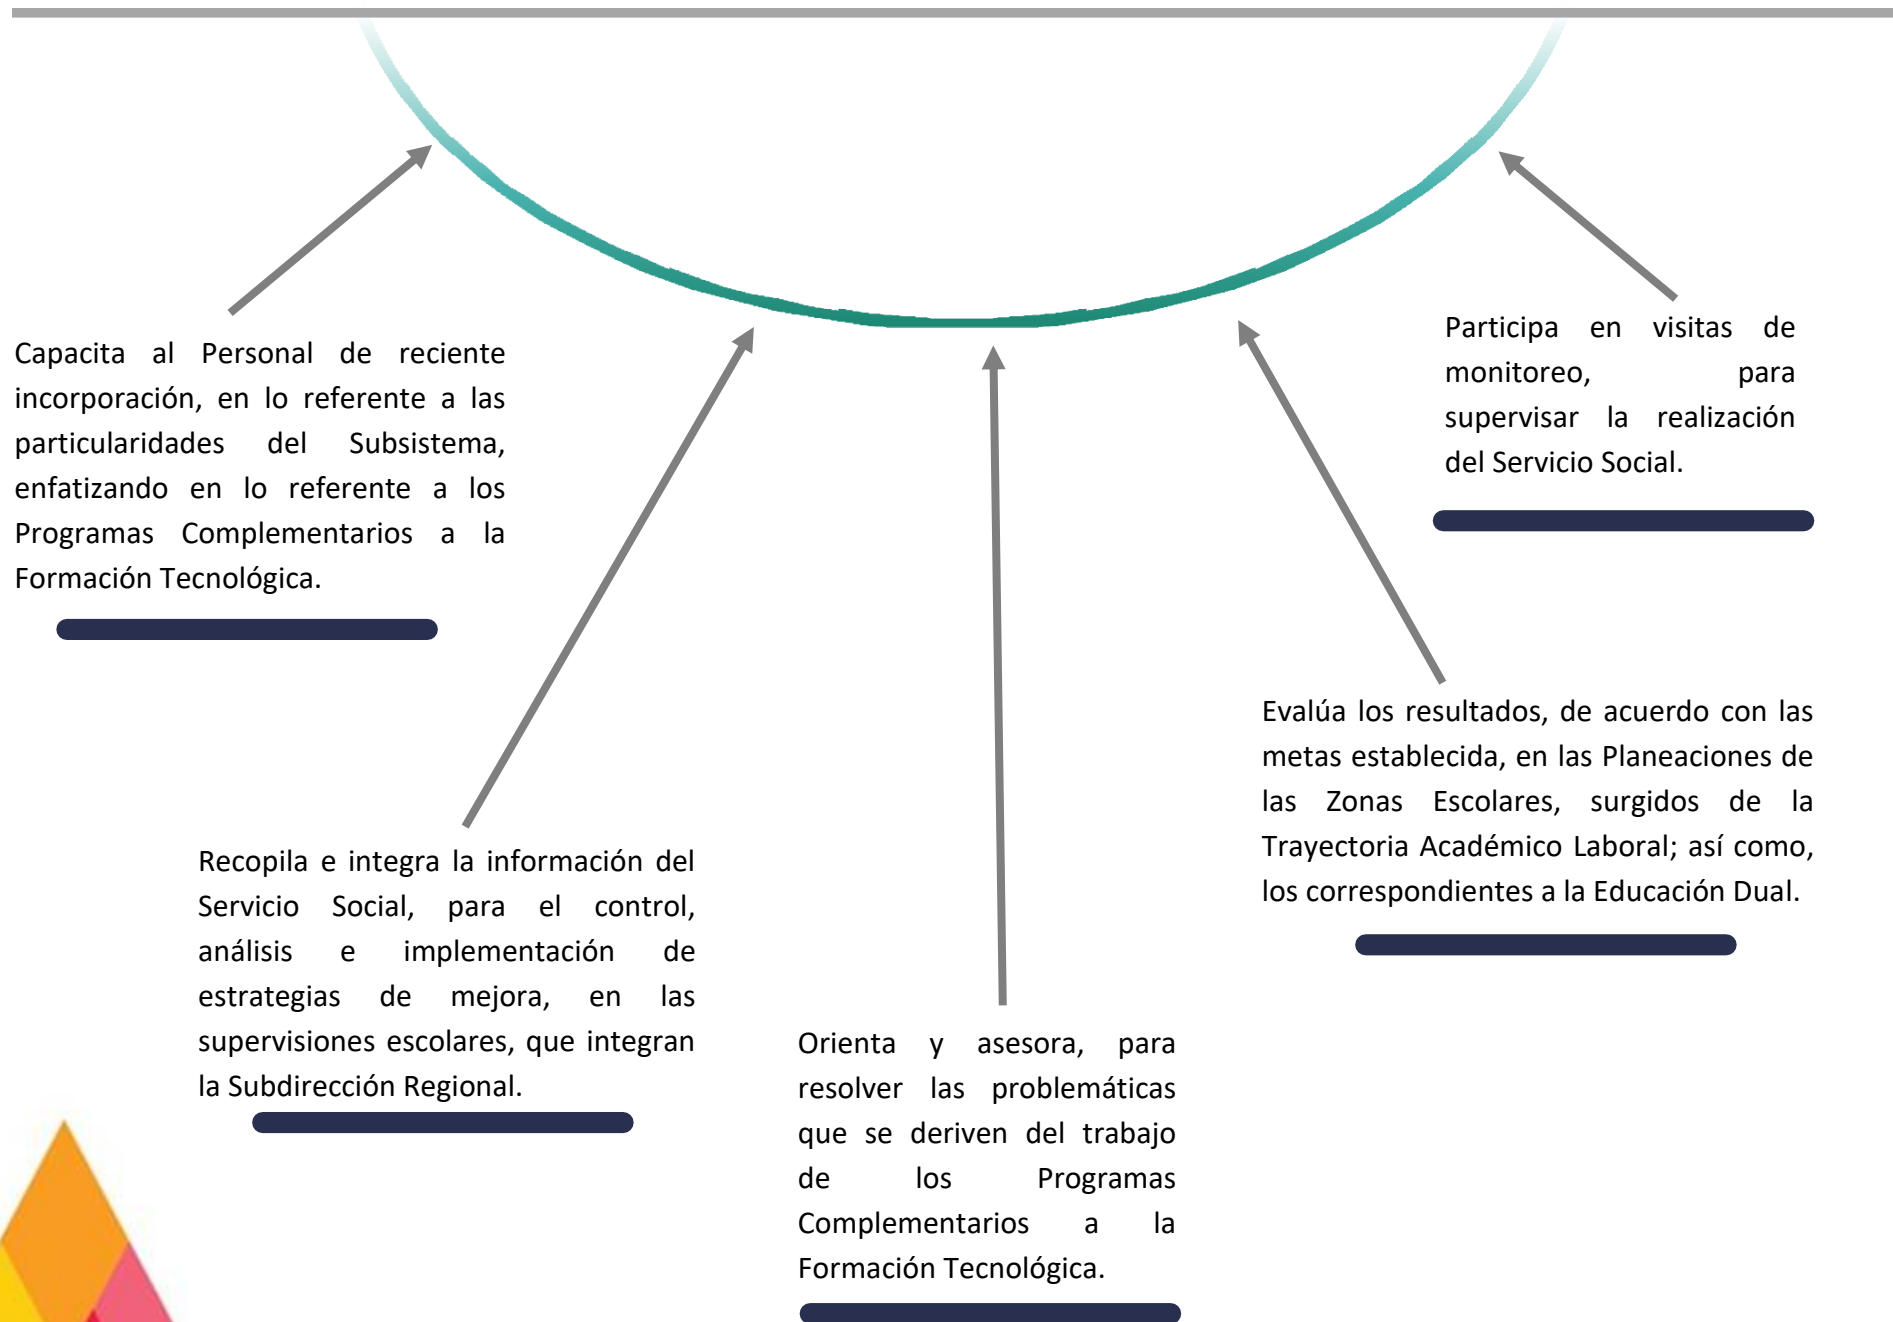 Capacita al Personal de reciente
incorporación, en lo referente a las
particularidades del Subsistema,
enfatizando en lo referente a los
Programas Complementarios a la
Formación Tecnológica.
Recopila e integra la información del
Servicio Social, para el control,
análisis e implementación de
estrategias de mejora, en las
supervisiones escolares, que integran
la Subdirección Regional.
Orienta y asesora, para
resolver las problemáticas
que se deriven del trabajo
de los Programas
Complementarios a la
Formación Tecnológica.
Evalúa los resultados, de acuerdo con las
metas establecida, en las Planeaciones de
las Zonas Escolares, surgidos de la
Trayectoria Académico Laboral; así como,
los correspondientes a la Educación Dual.
Participa en visitas de
monitoreo, para
supervisar la realización
del Servicio Social.